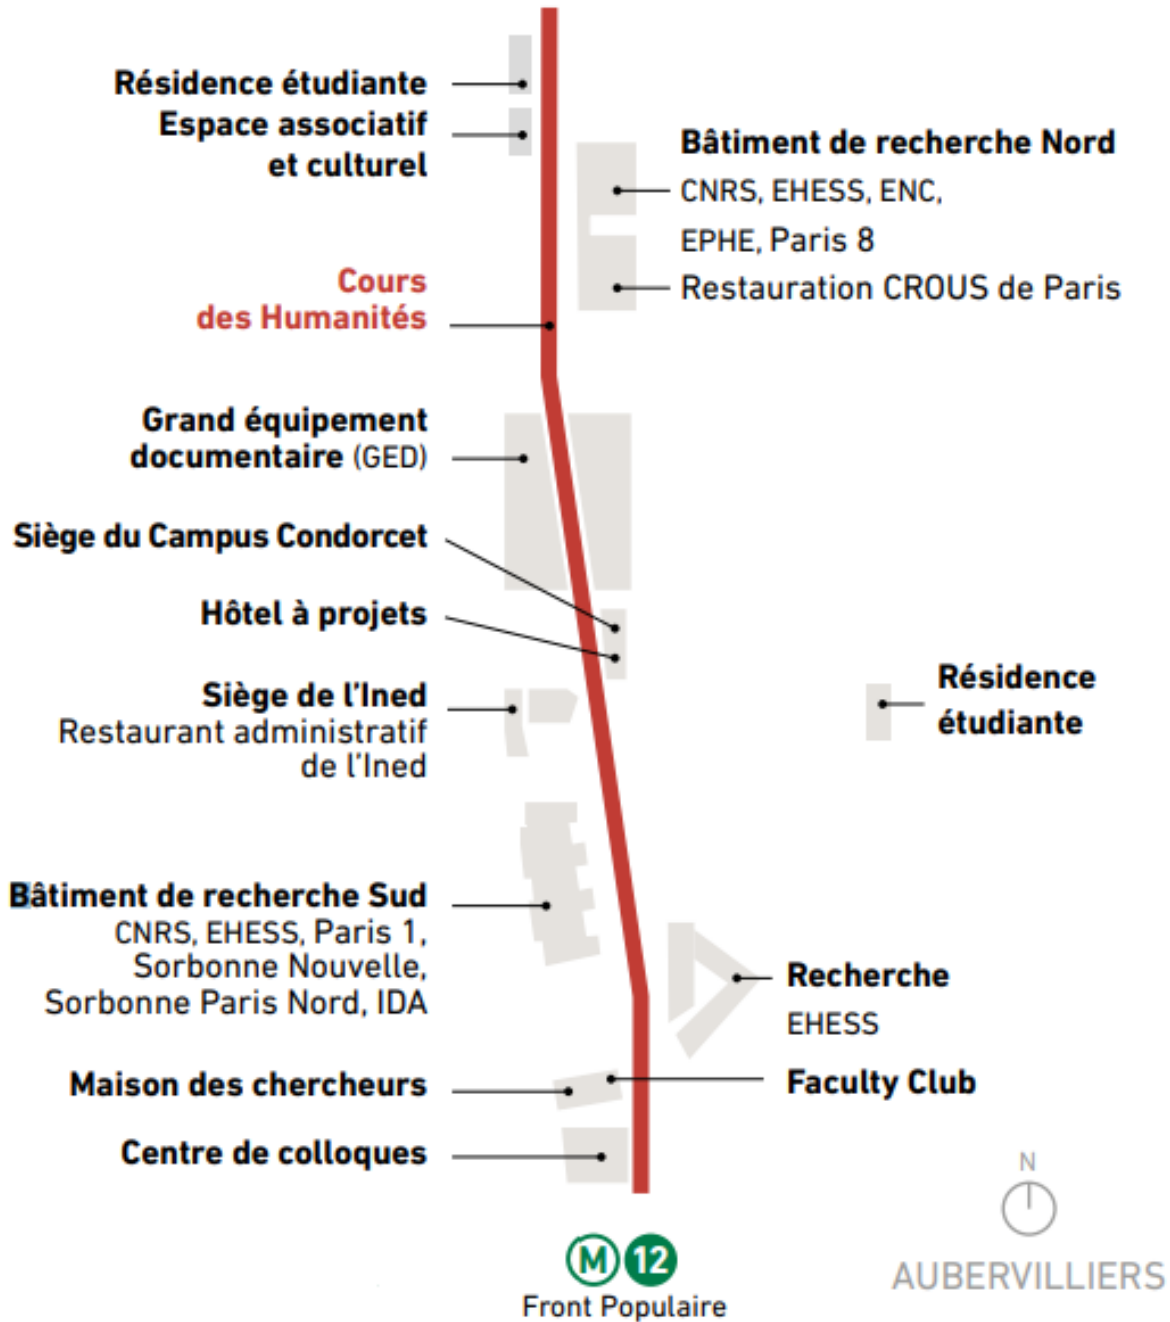 Résidence étudiante
Espace associatif
et culturel
Bâtiment de recherche Nord
CNRS, EHESS, ENC,
EPHE, Paris 8
Restauration CROUS de Paris
Cours
des Humanités
Grand équipement
documentaire (GED)
Siège du Campus Condorcet
Hôtel à projets
Siège de l'Ined
Restaurant administratif
de l'Ined
Résidence
étudiante
Bâtiment de recherche Sud
CNRS, EHESS, Paris 1,
Sorbonne Nouvelle,
Sorbonne Paris Nord, IDA
Recherche
EHESS
Maison des chercheurs
Faculty Club
Centre de colloques
N
AUBERVILLIERS
M 12
Front Populaire